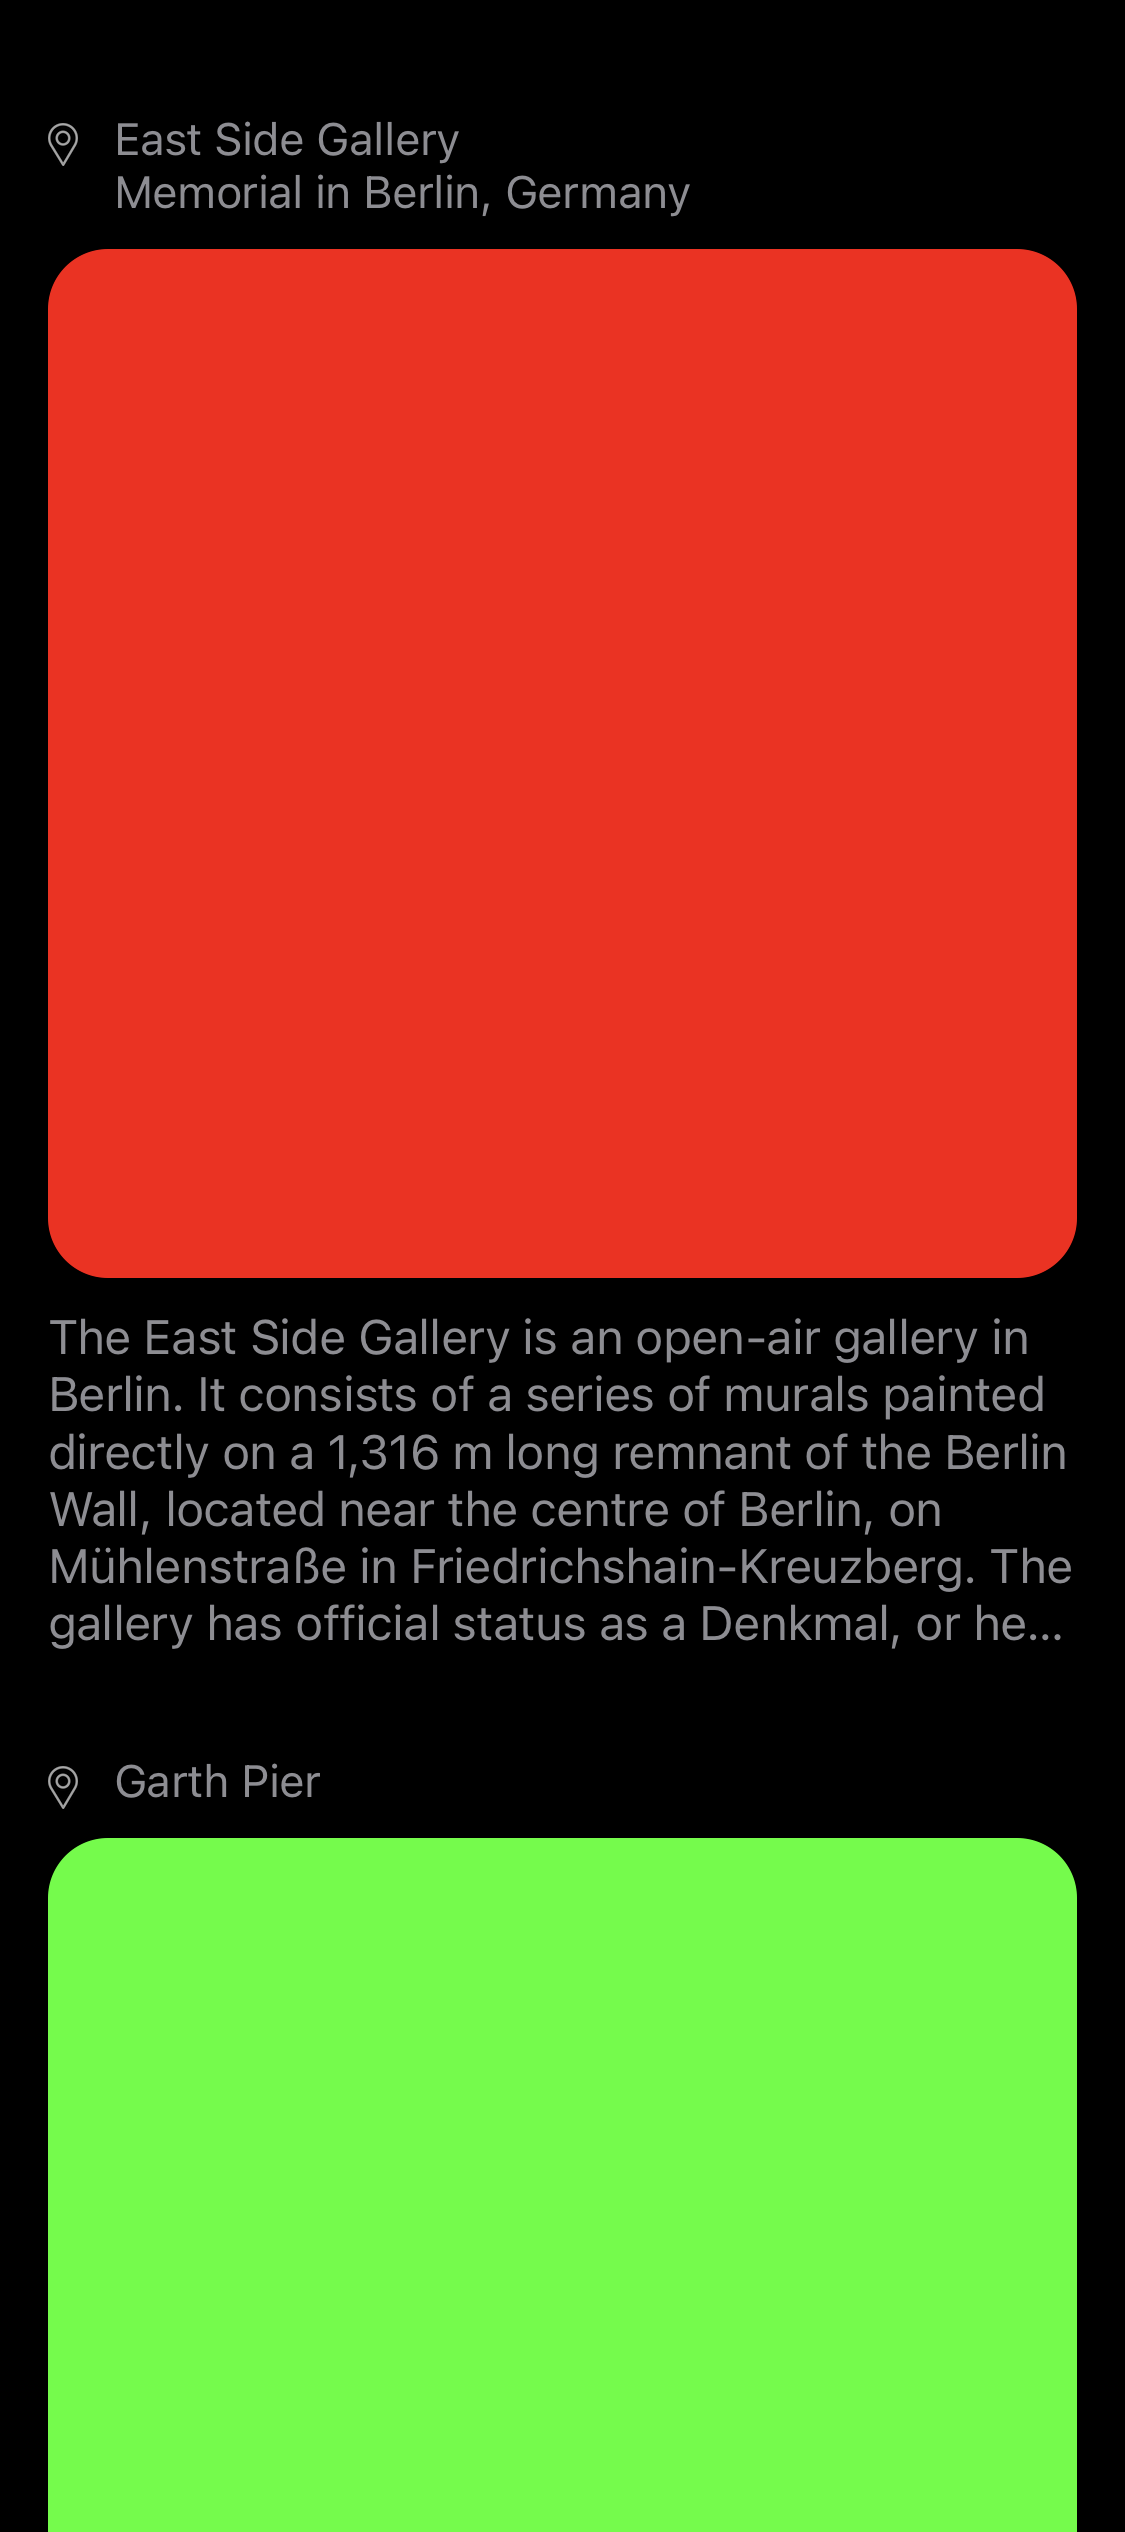 East Side Gallery
Memorial in Berlin, Germany
The East Side Gallery is an open-air gallery in
Berlin. It consists of a series of murals painted
directly on a 1,316 m long remnant of the Berlin
Wall, located near the centre of Berlin, on
Mühlenstraße in Friedrichshain-Kreuzberg. The
gallery has official status as a Denkmal, or he...
Garth Pier